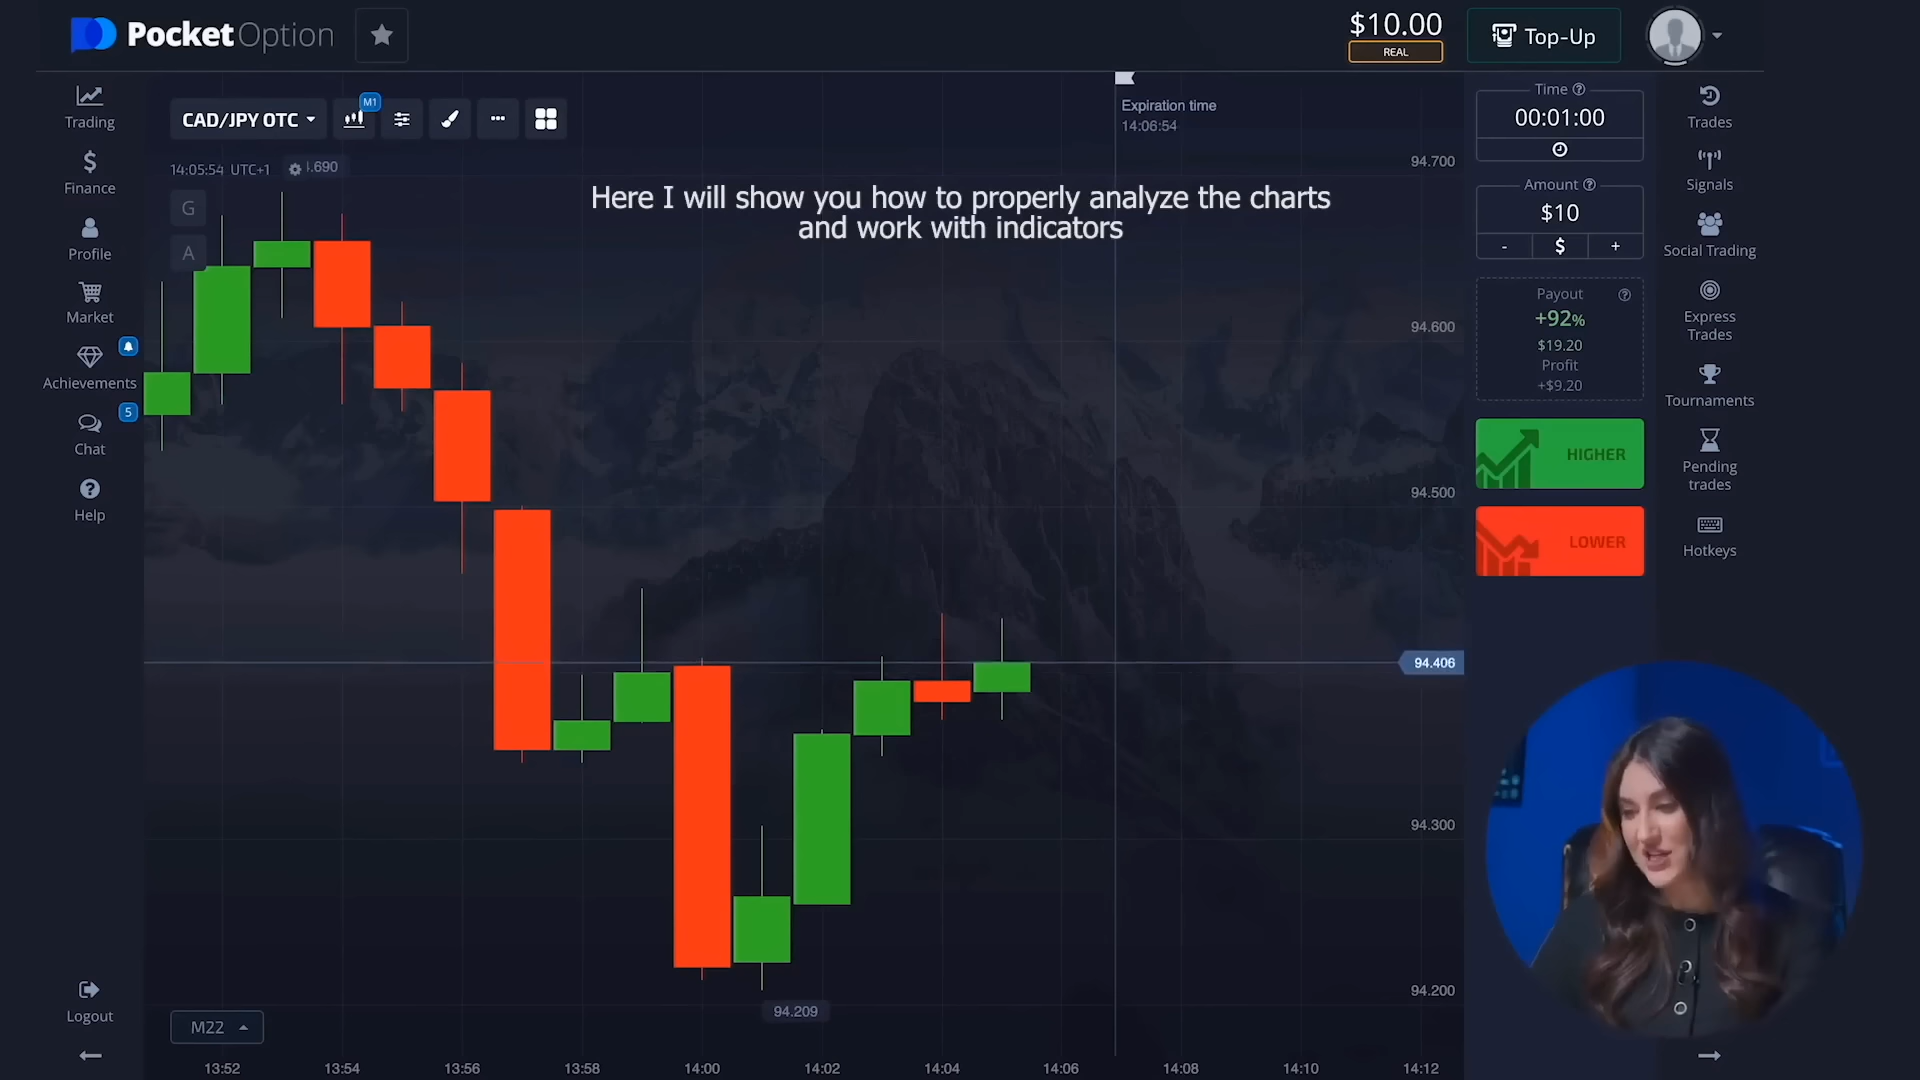 PocketOption
$10.00
REAL
Top-Up
Trading
Finance
Profile
Market
Achievements
5
Chat
Help
Logout
CAD/JPY OTC
M1
14:05:54 UTC+1
.690
G
A
Here I will show you how to properly analyze the charts
and work with indicators
Expiration time
14:06:54
94.700
94.600
94.500
94.406
94.300
94.200
94.209
M22
13:52
13:54
13:56
13:58
14:00
14:02
14:04
14:06
14:08
14:10
14:12
Time
00:01:00
Amount
$10
- $ +
Payout
+92%
$19.20
Profit
+$9.20
HIGHER
LOWER
Trades
Signals
Social Trading
Express
Trades
Tournaments
Pending
trades
Hotkeys